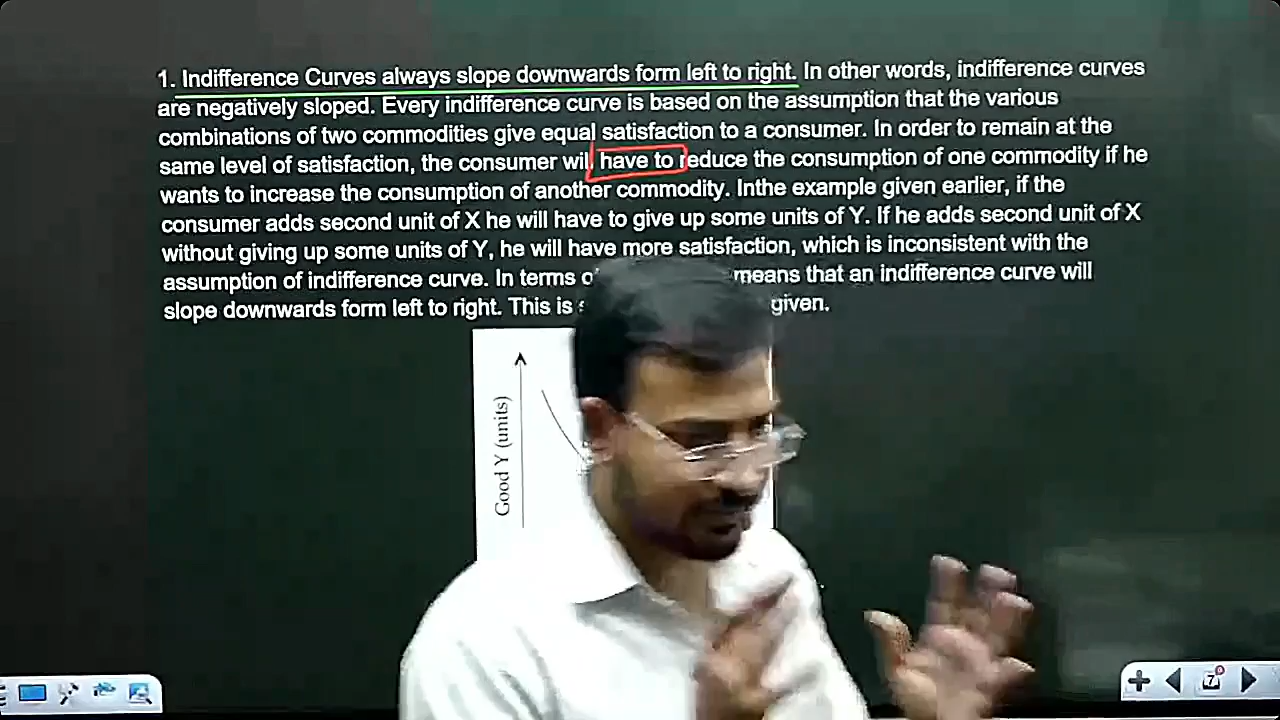 1. Indifference Curves always slope downwards form left to right. In other words, indifference curves
are negatively sloped. Every indifference curve is based on the assumption that the various
combinations of two commodities give equal satisfaction to a consumer. In order to remain at the
same level of satisfaction, the consumer will have to reduce the consumption of one commodity if he
wants to increase the consumption of another commodity. Inthe example given earlier, if the
consumer adds second unit of X he will have to give up some units of Y. If he adds second unit of X
without giving up some units of Y, he will have more satisfaction, which is inconsistent with the
assumption of indifference curve. In terms means that an indifference curve will
slope downwards form left to right. This is given.
Good Y (units)
7